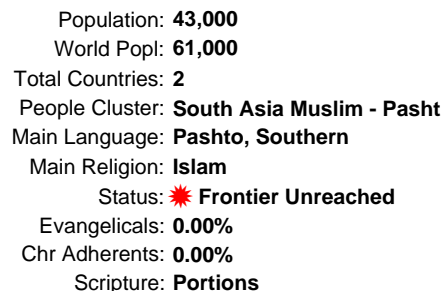 Population: 43,000
World Popl: 61,000
Total Countries: 2
People Cluster: South Asia Muslim - Pasht
Main Language: Pashto, Southern
Main Religion: Islam
Status: Frontier Unreached
Evangelicals: 0.00%
Chr Adherents: 0.00%
Scripture: Portions